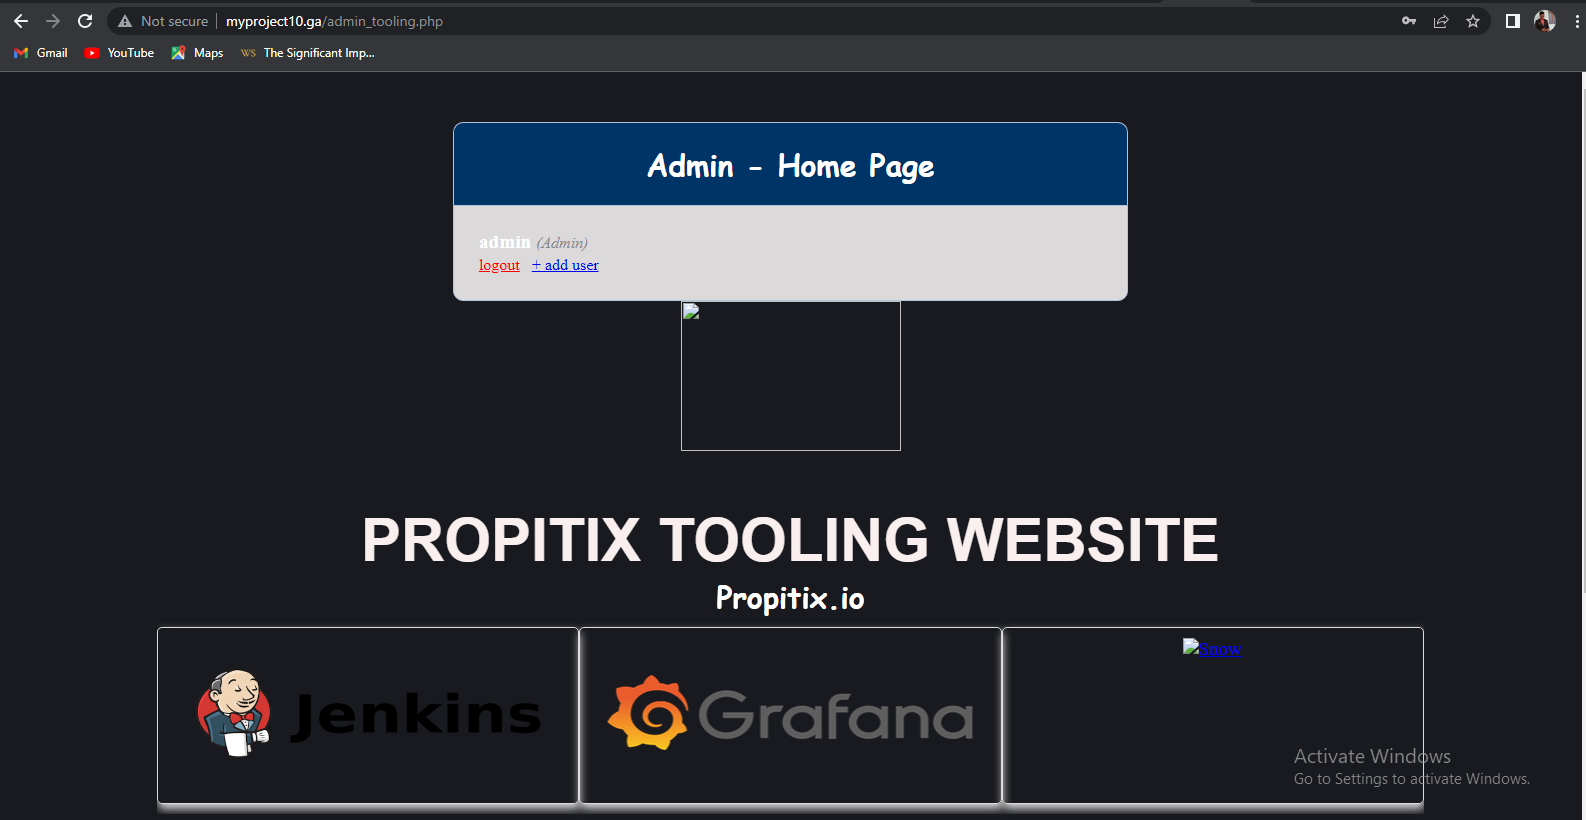 Not secure myproject10.ga/admin_tooling.php
Gmail YouTube Maps WS The Significant Imp...
Admin - Home Page
admin (Admin)
logout + add user
PROPITIX TOOLING WEBSITE
Propitix.io
Jenkins Grafana Snow
Activate Windows
Go to Settings to activate Windows.